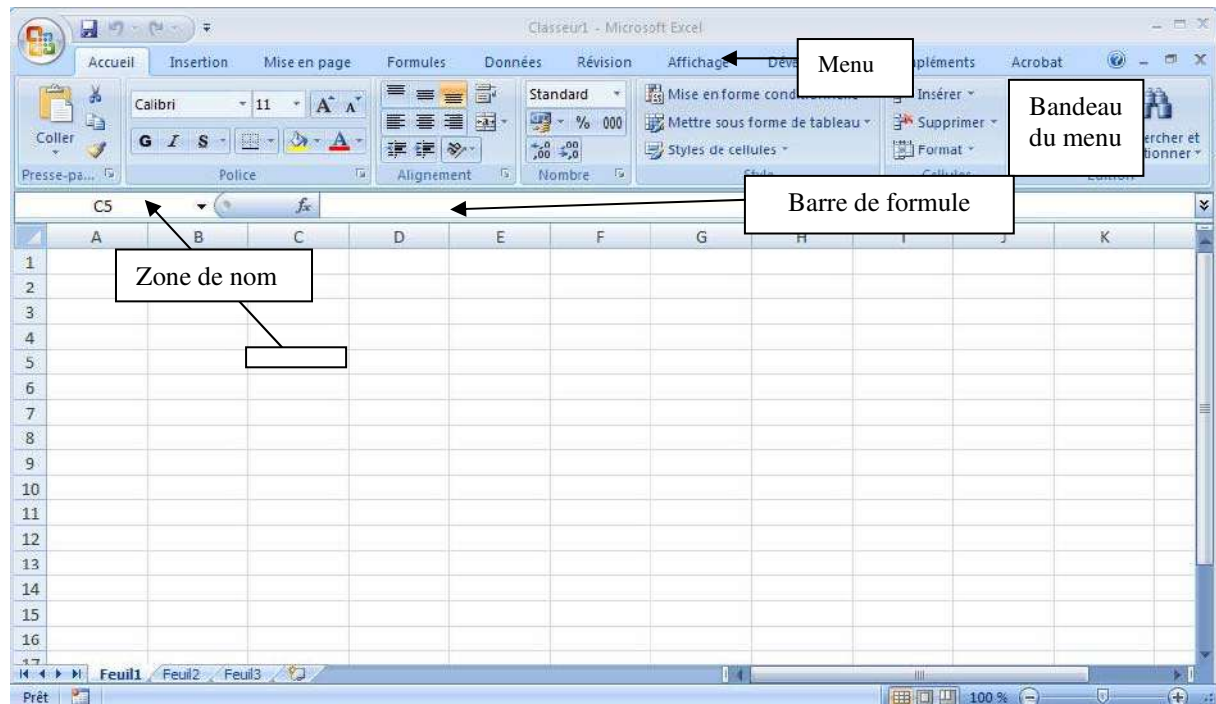 Classeur1 - Microsoft Excel
Accueil Insertion Mise en page Formules Données Révision Affichage Acrobat
Menu
Bandeau
du menu
Coller
Calibri 11 A A
Standard
Mise en forme
Insérer
% 000
Mettre sous forme de tableau
Supprimer
G I S A
,00 ,0
Styles de cellules
Format
Presse-pa... Police Alignement Nombre
C5 fx
Barre de formule
A B C D E F G H I J K
Zone de nom
1
2
3
4
5
6
7
8
9
10
11
12
13
14
15
16
17
Feuil1 Feuil2 Feuil3
Prêt 100 %